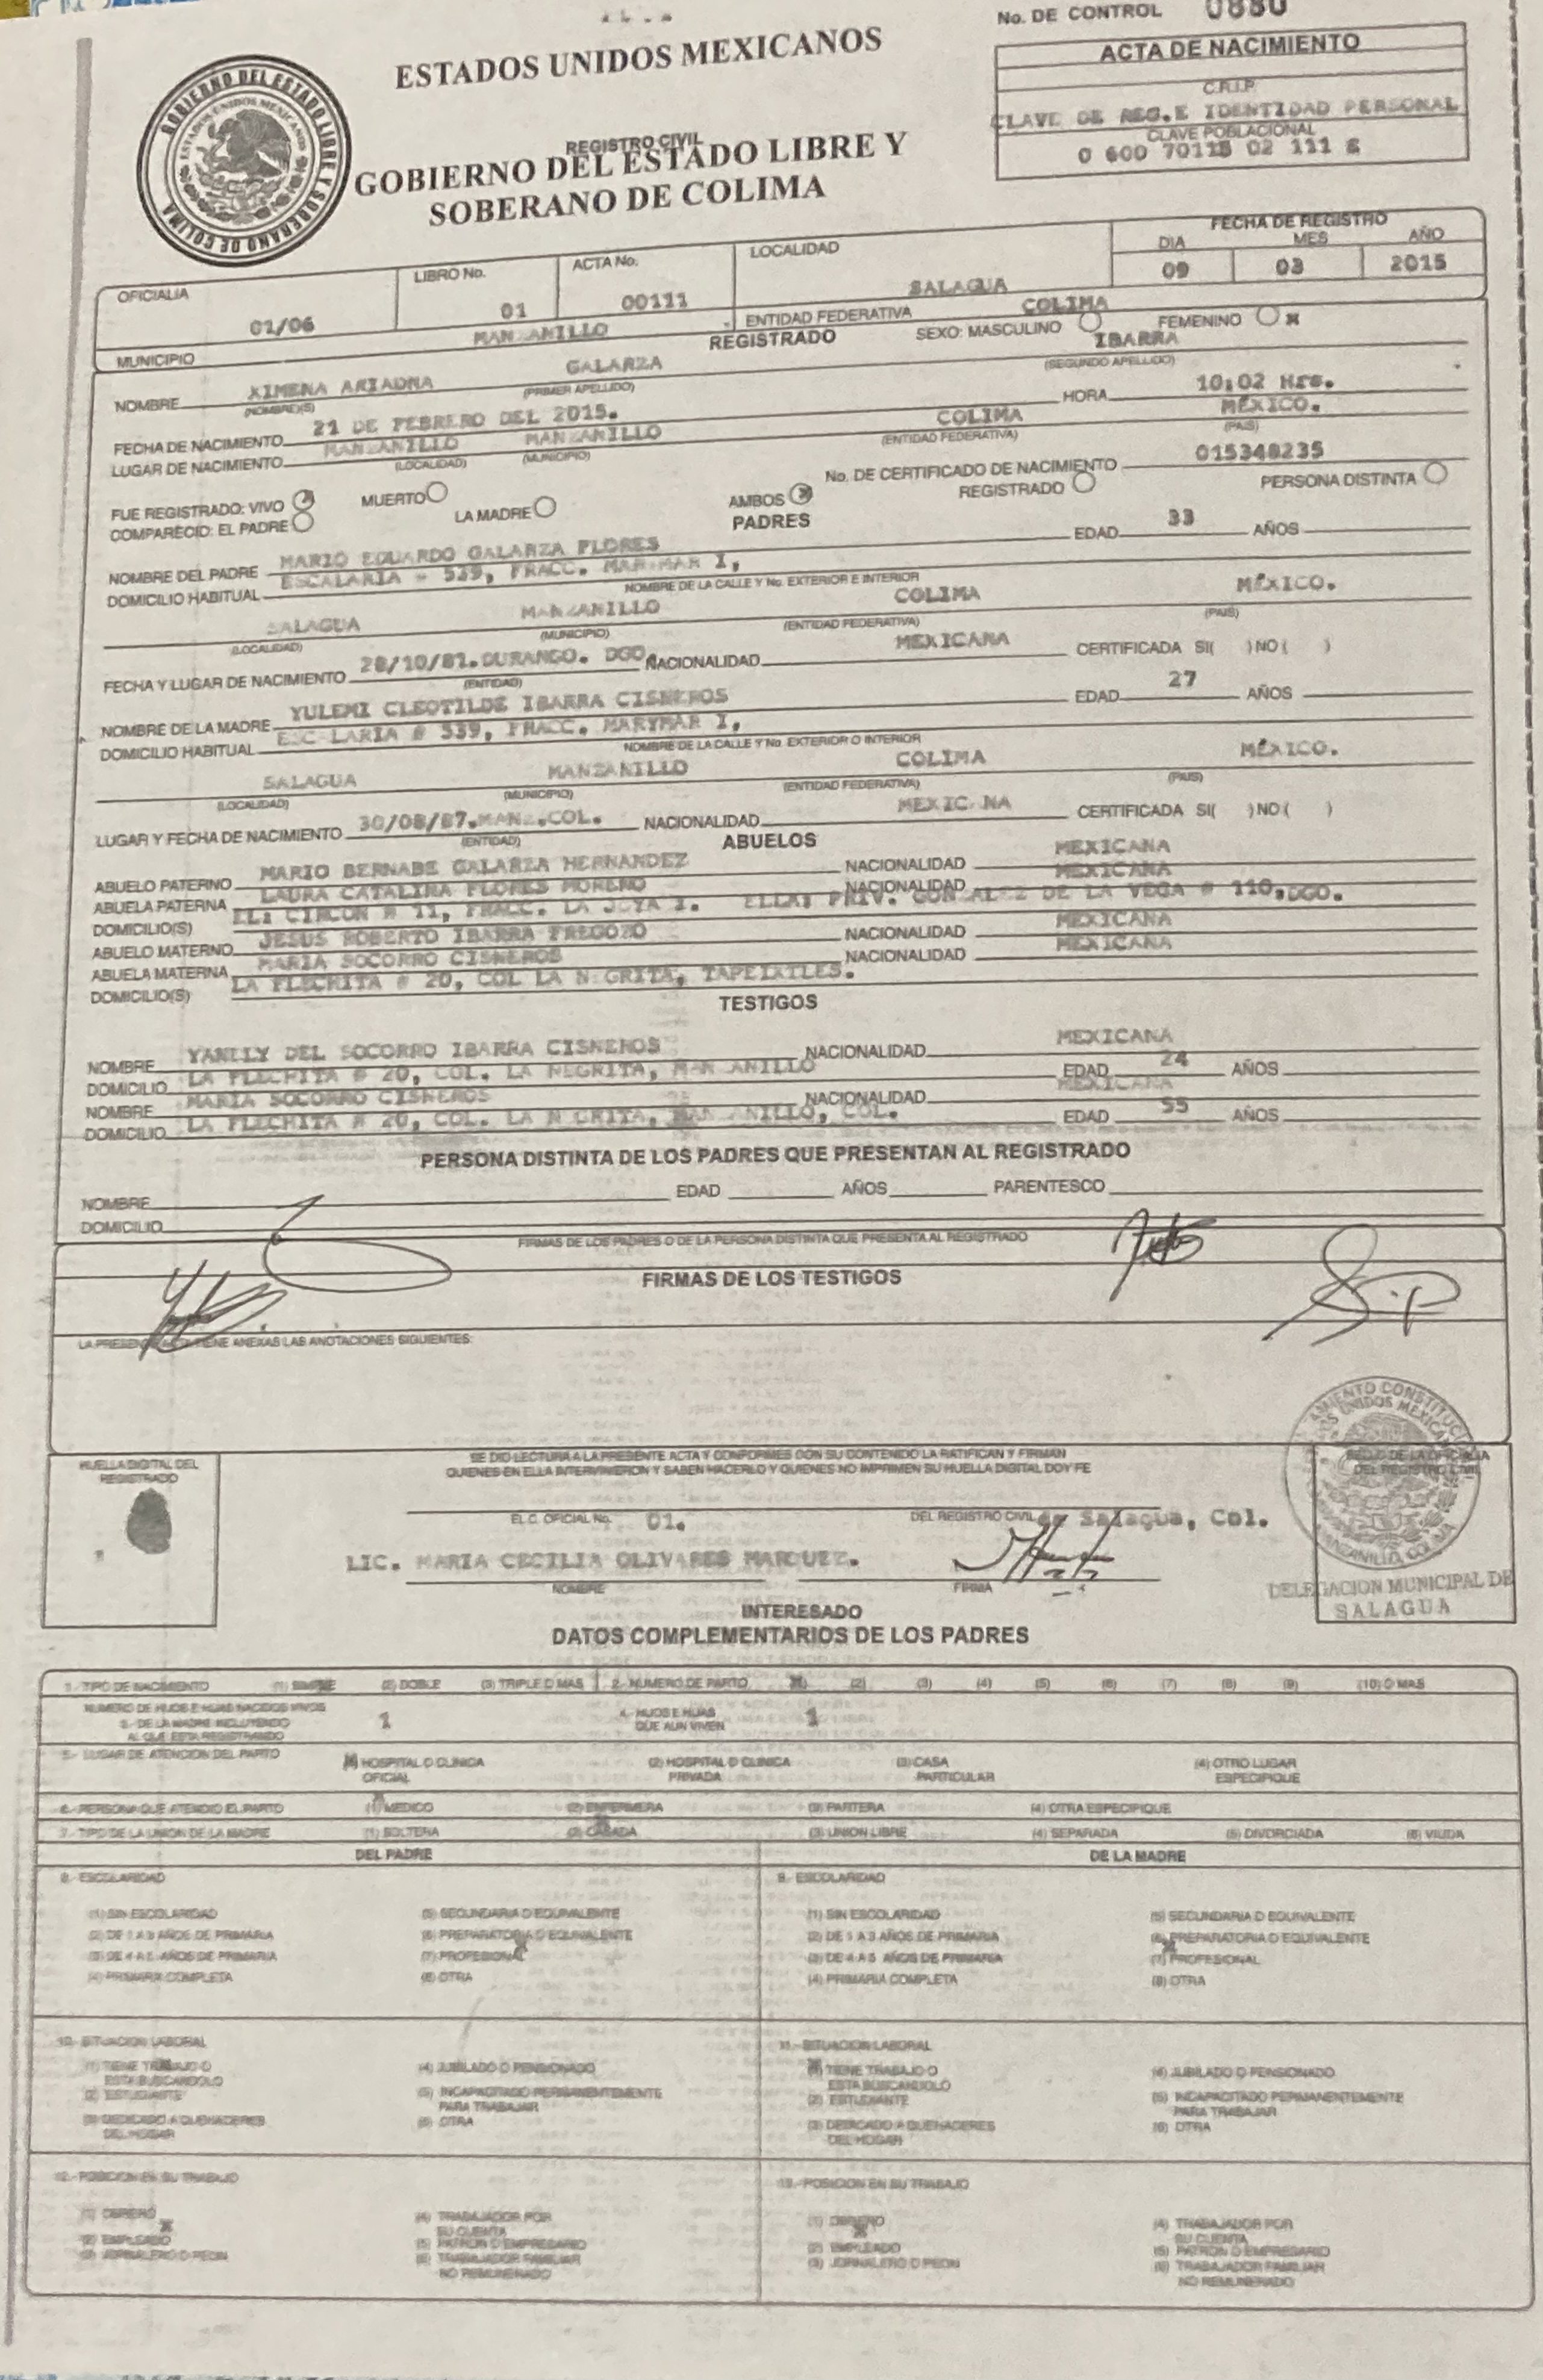 No. DE CONTROL 0880
ESTADOS UNIDOS MEXICANOS
ACTA DE NACIMIENTO
C.R.I.P.
CLAVE DE REG.E IDENTIDAD PERSONAL
CLAVE POBLACIONAL
0 600 70115 02 111
REGISTRO CIVIL
GOBIERNO DEL ESTADO LIBRE Y
SOBERANO DE COLIMA
GOBIERNO DEL ESTADO LIBRE Y SOBERANO DE COLIMA
ESTADOS UNIDOS MEXICANOS
FECHA DE REGISTRO
OFICIALIA LIBRO No. ACTA No. LOCALIDAD DIA MES AÑO
01/06 01 00111 SALAGUA 09 03 2015
MUNICIPIO MANZANILLO ENTIDAD FEDERATIVA COLIMA
REGISTRADO SEXO: MASCULINO FEMENINO x
NOMBRE XIMENA ARIADNA GALARZA IBARRA
(NOMBRE(S) (PRIMER APELLIDO) (SEGUNDO APELLIDO)
FECHA DE NACIMIENTO 21 DE FEBRERO DEL 2015. HORA 10:02 Hrs.
LUGAR DE NACIMIENTO MANZANILLO MANZANILLO COLIMA MÉXICO.
(LOCALIDAD) (MUNICIPIO) (ENTIDAD FEDERATIVA) (PAIS)
No. DE CERTIFICADO DE NACIMIENTO 015348235
FUE REGISTRADO: VIVO MUERTO
COMPARECIO: EL PADRE LA MADRE AMBOS x REGISTRADO PERSONA DISTINTA
PADRES
NOMBRE DEL PADRE MARIO EDUARDO GALARZA FLORES EDAD 33 AÑOS
DOMICILIO HABITUAL ESCALARIA # 539, FRACC. MAR MAR I,
NOMBRE DE LA CALLE Y No. EXTERIOR E INTERIOR
SALAGUA MANZANILLO COLIMA MÉXICO.
(LOCALIDAD) (MUNICIPIO) (ENTIDAD FEDERATIVA) (PAIS)
FECHA Y LUGAR DE NACIMIENTO 28/10/81.DURANGO. DGO. NACIONALIDAD MEXICANA CERTIFICADA SI( ) NO ( )
(ENTIDAD)
NOMBRE DE LA MADRE YULEMI CLEOTILDE IBARRA CISNEROS EDAD 27 AÑOS
DOMICILIO HABITUAL ESC LARIA # 539, FRACC. MARYMAR I,
NOMBRE DE LA CALLE Y No. EXTERIOR O INTERIOR
SALAGUA MANZANILLO COLIMA MÉXICO.
(LOCALIDAD) (MUNICIPIO) (ENTIDAD FEDERATIVA) (PAIS)
LUGAR Y FECHA DE NACIMIENTO 30/08/87.MANZ.COL. NACIONALIDAD MEXIC NA CERTIFICADA SI( ) NO ( )
(ENTIDAD)
ABUELOS
ABUELO PATERNO MARIO BERNABE GALARZA HERNANDEZ NACIONALIDAD MEXICANA
ABUELA PATERNA LAURA CATALINA FLORES MORENO NACIONALIDAD MEXICANA
DOMICILIO(S) EL: CIRCON # 11, FRACC. LA JOYA I. ELLA: PRIV. GONZALEZ DE LA VEGA # 110,DGO.
ABUELO MATERNO JESUS ROBERTO IBARRA FREGOZO NACIONALIDAD MEXICANA
ABUELA MATERNA MARIA SOCORRO CISNEROS NACIONALIDAD MEXICANA
DOMICILIO(S) LA FLECHITA # 20, COL LA N GRITA, TAPEIXTLES.
TESTIGOS
NOMBRE YANELY DEL SOCORRO IBARRA CISNEROS NACIONALIDAD MEXICANA
DOMICILIO LA FLECHITA # 20, COL. LA NEGRITA, MAN ANILLO EDAD 24 AÑOS
NOMBRE MARIA SOCORRO CISNEROS NACIONALIDAD MEXICANA
DOMICILIO LA FLECHITA # 20, COL. LA N GRITA, MAN ANILLO, COL. EDAD 55 AÑOS
PERSONA DISTINTA DE LOS PADRES QUE PRESENTAN AL REGISTRADO
NOMBRE EDAD AÑOS PARENTESCO
DOMICILIO
FIRMAS DE LOS PADRES O DE LA PERSONA DISTINTA QUE PRESENTA AL REGISTRADO
FIRMAS DE LOS TESTIGOS
LA PRESENTE ACTA TIENE ANEXAS LAS ANOTACIONES SIGUIENTES:
HUELLA DIGITAL DEL
REGISTRADO
SE DIO LECTURA A LA PRESENTE ACTA Y CONFORMES CON SU CONTENIDO LA RATIFICAN Y FIRMAN
QUIENES EN ELLA INTERVINIERON Y SABEN HACERLO Y QUIENES NO IMPRIMEN SU HUELLA DIGITAL DOY FE
SELLO DE LA OFICIALIA
DEL REGISTRO CIVIL
EL C. OFICIAL No. 01. DEL REGISTRO CIVIL de Salagua, Col.
LIC. MARIA CECILIA OLIVARES MARQUEZ.
NOMBRE FIRMA
DELEGACION MUNICIPAL DE
SALAGUA
INTERESADO
DATOS COMPLEMENTARIOS DE LOS PADRES
1.- TIPO DE NACIMIENTO (1) SIMPLE (2) DOBLE (3) TRIPLE O MAS 2.- NUMERO DE PARTO (2) (3) (4) (5) (6) (7) (8) (9) (10) O MAS
NUMERO DE HIJOS E HIJAS NACIDOS VIVOS
3.- DE LA MADRE INCLUYENDO 1 4.- HIJOS E HIJAS 1
AL QUE ESTA REGISTRANDO QUE AUN VIVEN
5.- LUGAR DE ATENCION DEL PARTO HOSPITAL O CLINICA (2) HOSPITAL O CLINICA (3) CASA (4) OTRO LUGAR
OFICIAL PRIVADA PARTICULAR ESPECIFIQUE
6.- PERSONA QUE ATENDIO EL PARTO (1) MEDICO (2) ENFERMERA (3) PARTERA (4) OTRA ESPECIFIQUE
7.- TIPO DE LA UNION DE LA MADRE (1) SOLTERA (2) CASADA (3) UNION LIBRE (4) SEPARADA (5) DIVORCIADA (6) VIUDA
DEL PADRE DE LA MADRE
8.- ESCOLARIDAD 9.- ESCOLARIDAD
(1) SIN ESCOLARIDAD (5) SECUNDARIA O EQUIVALENTE (1) SIN ESCOLARIDAD (5) SECUNDARIA O EQUIVALENTE
(2) DE 1 A 3 AÑOS DE PRIMARIA (6) PREPARATORIA O EQUIVALENTE (2) DE 1 A 3 AÑOS DE PRIMARIA (6) PREPARATORIA O EQUIVALENTE
(3) DE 4 A 5 AÑOS DE PRIMARIA (7) PROFESIONAL (3) DE 4 A 5 AÑOS DE PRIMARIA (7) PROFESIONAL
(4) PRIMARIA COMPLETA (8) OTRA (4) PRIMARIA COMPLETA (8) OTRA
10.- SITUACION LABORAL 11.- SITUACION LABORAL
(1) TIENE TRABAJO O (4) JUBILADO O PENSIONADO TIENE TRABAJO O (4) JUBILADO O PENSIONADO
ESTA BUSCANDOLO ESTA BUSCANDOLO
(2) ESTUDIANTE (5) INCAPACITADO PERMANENTEMENTE (2) ESTUDIANTE (5) INCAPACITADO PERMANENTEMENTE
PARA TRABAJAR PARA TRABAJAR
(3) DEDICADO A QUEHACERES (6) OTRA (3) DEDICADO A QUEHACERES (6) OTRA
DEL HOGAR DEL HOGAR
12.- POSICION EN SU TRABAJO 13.- POSICION EN SU TRABAJO
(1) OBRERO (4) TRABAJADOR POR (1) OBRERO (4) TRABAJADOR POR
SU CUENTA SU CUENTA
(2) EMPLEADO (5) PATRON O EMPRESARIO (2) EMPLEADO (5) PATRON O EMPRESARIO
(3) JORNALERO O PEON (6) TRABAJADOR FAMILIAR (3) JORNALERO O PEON (6) TRABAJADOR FAMILIAR
NO REMUNERADO NO REMUNERADO